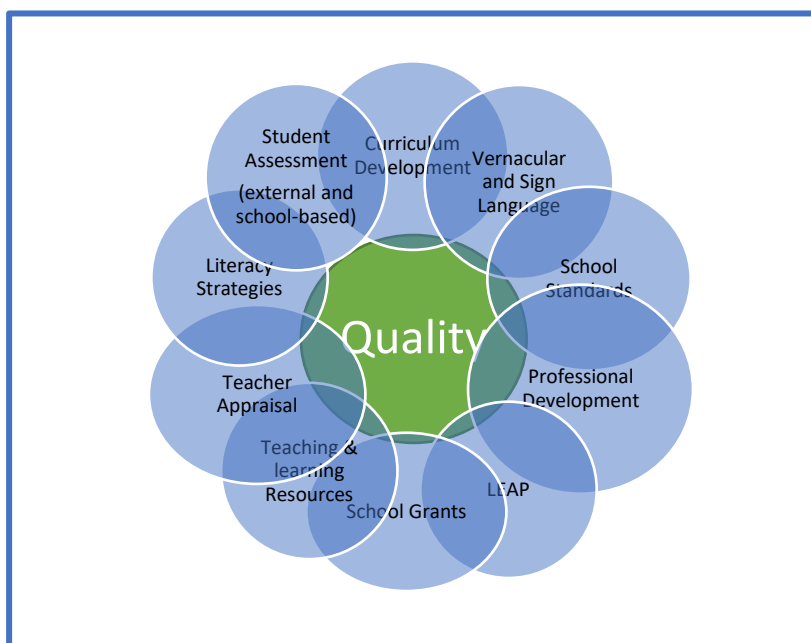 Student
Assessment
(external and
school-based)
Curriculum
Development
Vernacular
and Sign
Language
School
Standards
Professional
Development
LEAP
School Grants
Teaching &
learning
Resources
Teacher
Appraisal
Literacy
Strategies
Quality